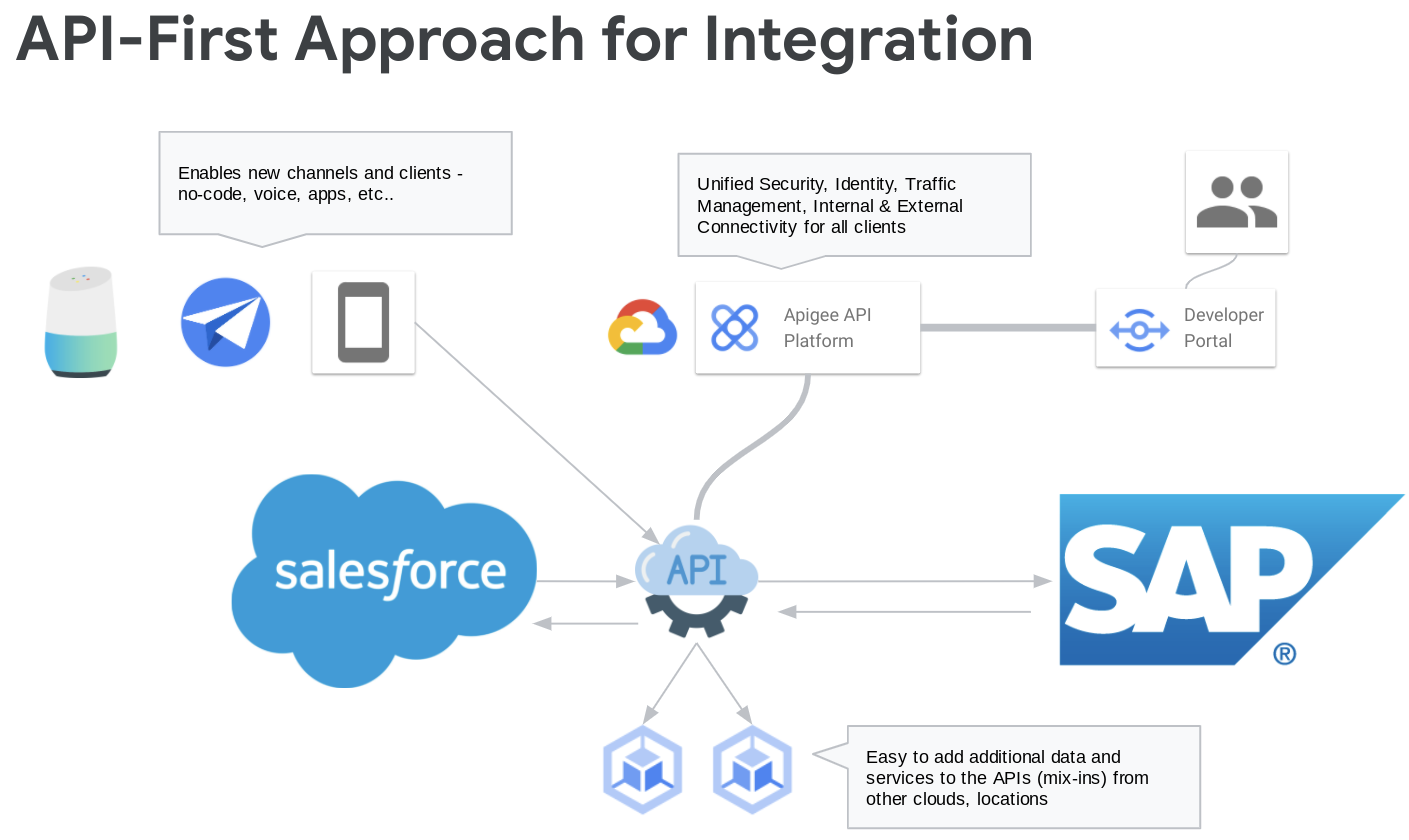 API-First Approach for Integration
Enables new channels and clients -
no-code, voice, apps, etc..
Unified Security, Identity, Traffic
Management, Internal & External
Connectivity for all clients
Apigee API
Platform
Developer
Portal
salesforce
API
SAP
®
Easy to add additional data and
services to the APIs (mix-ins) from
other clouds, locations